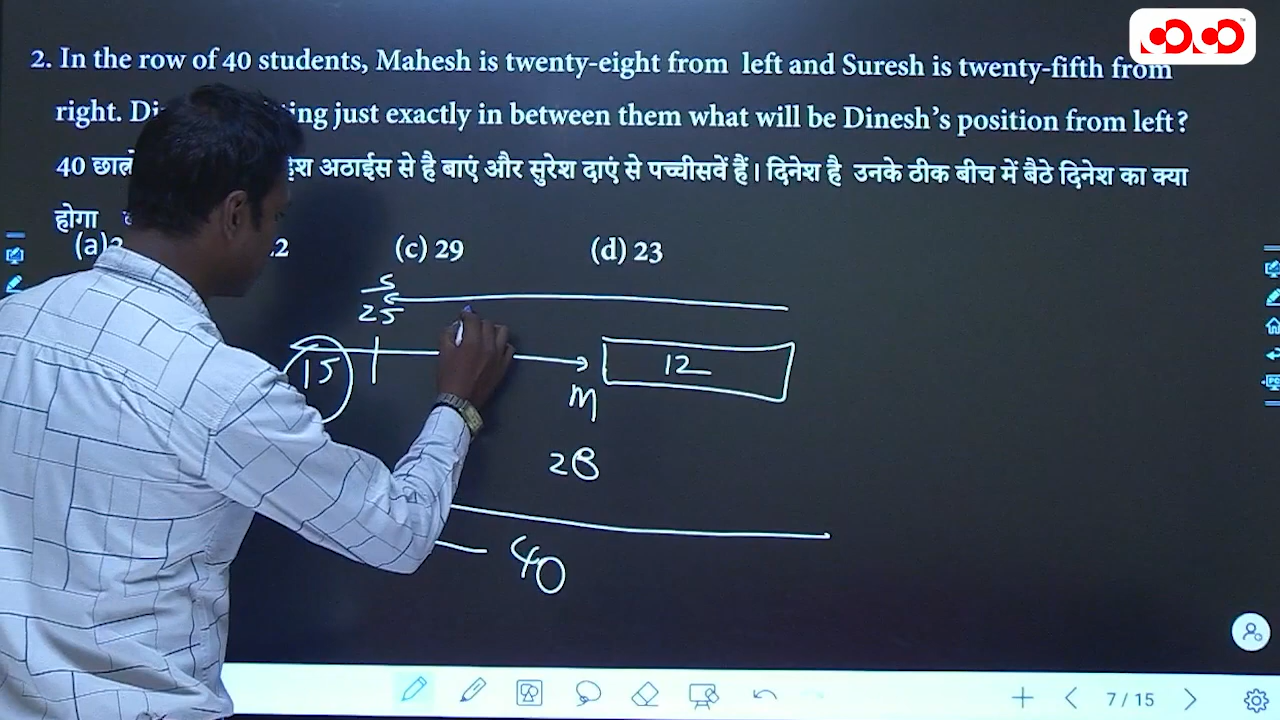 2. In the row of 40 students, Mahesh is twenty-eight from left and Suresh is twenty-fifth from
right. just exactly in between them what will be Dinesh's position from left?
40 अठाईस से है बाएं और सुरेश दाएं से पच्चीसवें हैं। दिनेश है उनके ठीक बीच में बैठे दिनेश का क्या
होगा
(a) (c) 29 (d) 23
S
25
15
12
M
28
40
7 / 15